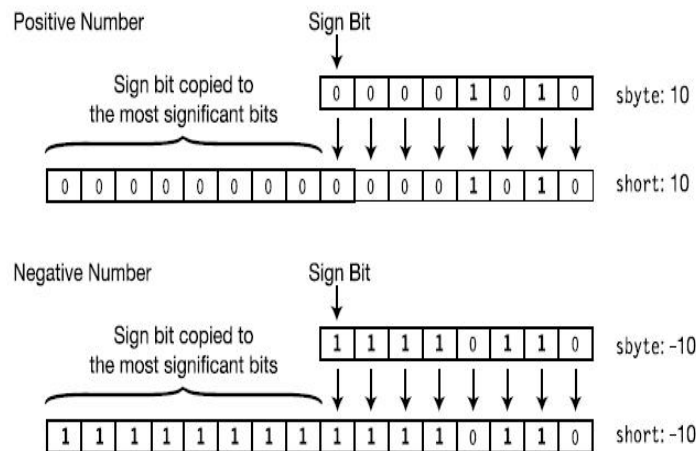 Positive Number
Sign Bit
Sign bit copied to
the most significant bits
0 0 0 0 1 0 1 0 sbyte: 10
0 0 0 0 0 0 0 0 0 0 0 0 1 0 1 0 short: 10
Negative Number
Sign Bit
Sign bit copied to
the most significant bits
1 1 1 1 0 1 1 0 sbyte: –10
1 1 1 1 1 1 1 1 1 1 1 1 0 1 1 0 short: –10